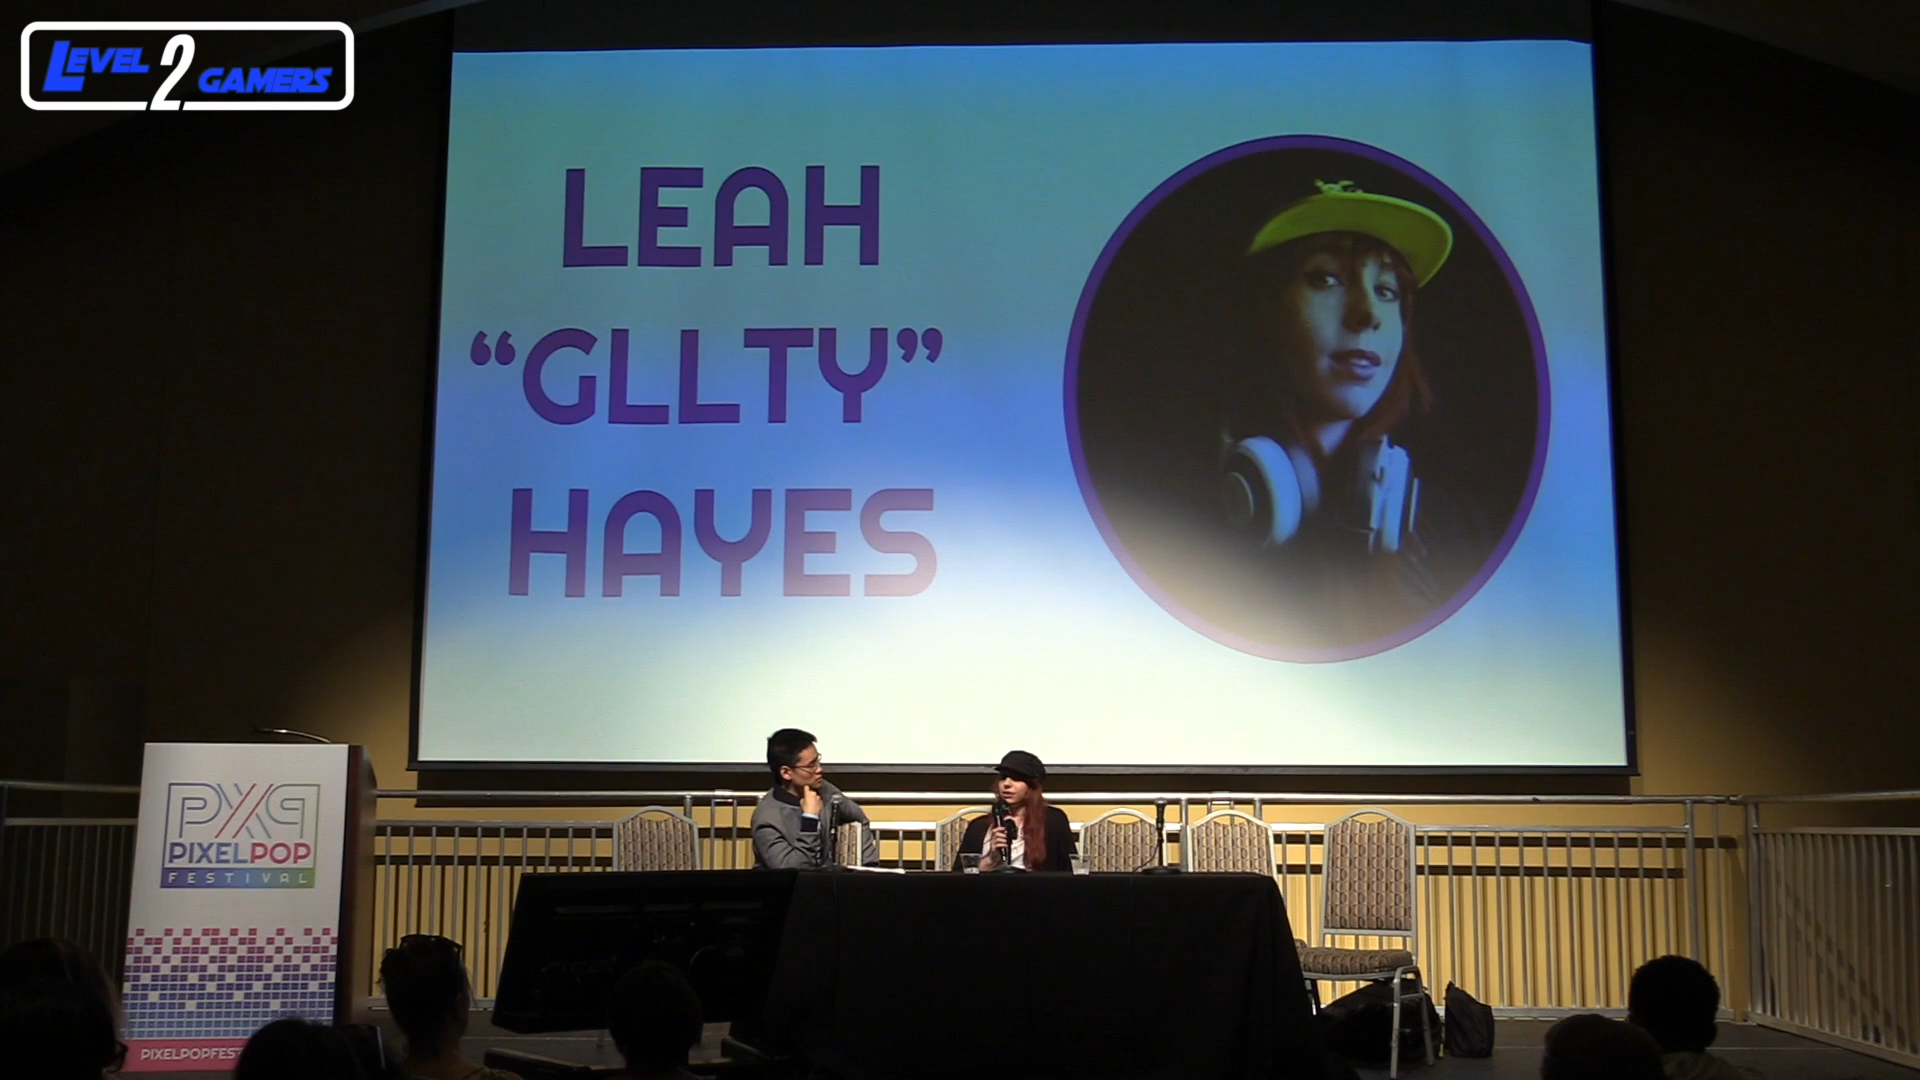 LEVEL 2 GAMERS
LEAH
“GLLTY”
HAYES
PXP
PIXELPOP
FESTIVAL
PIXELPOPFEST